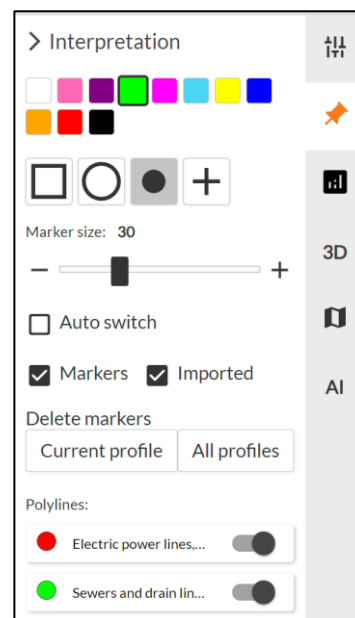 Interpretation
Marker size: 30
Auto switch
Markers Imported
Delete markers
Current profile All profiles
Polylines:
Electric power lines,...
Sewers and drain lin...
3D
AI